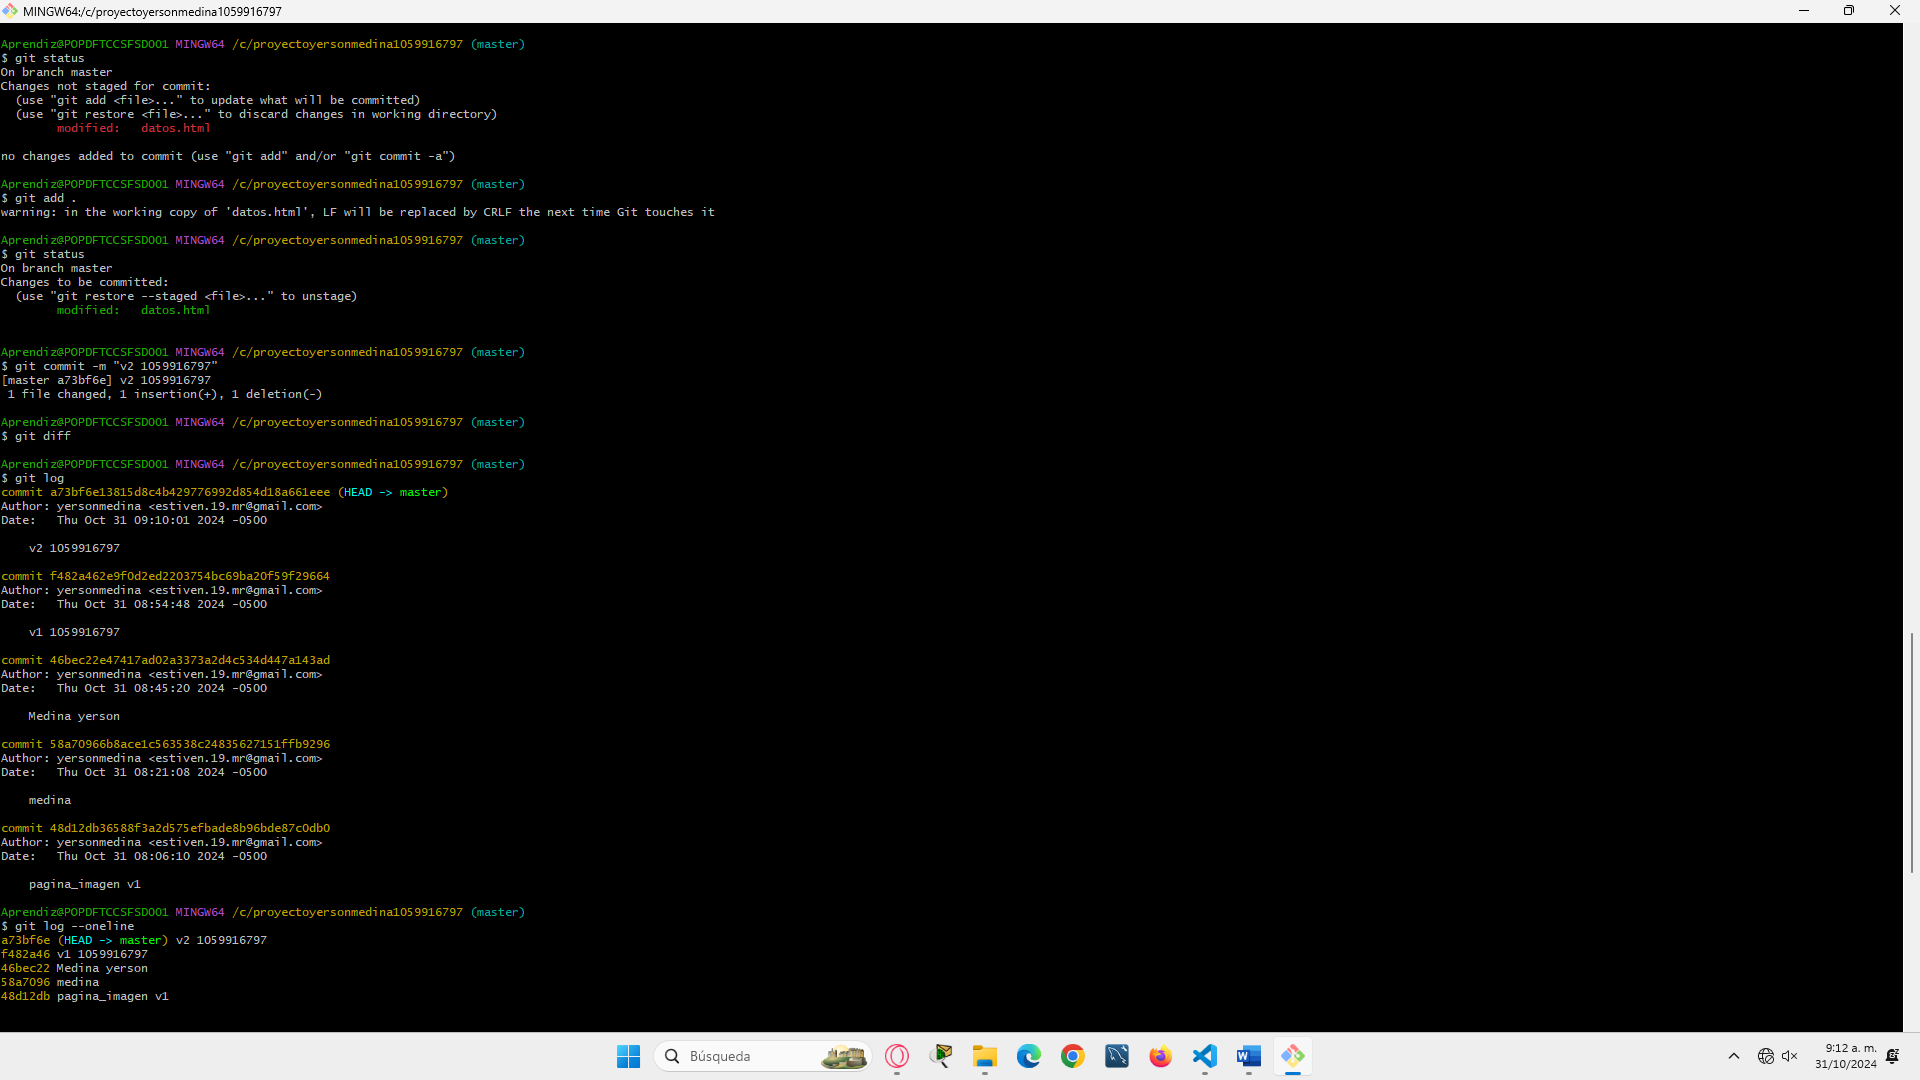 MINGW64:/c/proyectoyersonmedina1059916797
Aprendiz@POPDFTCCSFSD001 MINGW64 /c/proyectoyersonmedina1059916797 (master)
$ git status
On branch master
Changes not staged for commit:
  (use "git add <file>..." to update what will be committed)
  (use "git restore <file>..." to discard changes in working directory)
        modified:   datos.html
no changes added to commit (use "git add" and/or "git commit -a")
Aprendiz@POPDFTCCSFSD001 MINGW64 /c/proyectoyersonmedina1059916797 (master)
$ git add .
warning: in the working copy of 'datos.html', LF will be replaced by CRLF the next time Git touches it
Aprendiz@POPDFTCCSFSD001 MINGW64 /c/proyectoyersonmedina1059916797 (master)
$ git status
On branch master
Changes to be committed:
  (use "git restore --staged <file>..." to unstage)
        modified:   datos.html
Aprendiz@POPDFTCCSFSD001 MINGW64 /c/proyectoyersonmedina1059916797 (master)
$ git commit -m "v2 1059916797"
[master a73bf6e] v2 1059916797
 1 file changed, 1 insertion(+), 1 deletion(-)
Aprendiz@POPDFTCCSFSD001 MINGW64 /c/proyectoyersonmedina1059916797 (master)
$ git diff
Aprendiz@POPDFTCCSFSD001 MINGW64 /c/proyectoyersonmedina1059916797 (master)
$ git log
commit a73bf6e13815d8c4b429776992d854d18a661eee (HEAD -> master)
Author: yersonmedina <estiven.19.mr@gmail.com>
Date:   Thu Oct 31 09:10:01 2024 -0500
    v2 1059916797
commit f482a462e9f0d2ed2203754bc69ba20f59f29664
Author: yersonmedina <estiven.19.mr@gmail.com>
Date:   Thu Oct 31 08:54:48 2024 -0500
    v1 1059916797
commit 46bec22e47417ad02a3373a2d4c534d447a143ad
Author: yersonmedina <estiven.19.mr@gmail.com>
Date:   Thu Oct 31 08:45:20 2024 -0500
    Medina yerson
commit 58a70966b8ace1c563538c24835627151ffb9296
Author: yersonmedina <estiven.19.mr@gmail.com>
Date:   Thu Oct 31 08:21:08 2024 -0500
    medina
commit 48d12db36588f3a2d575efbade8b96bde87c0db0
Author: yersonmedina <estiven.19.mr@gmail.com>
Date:   Thu Oct 31 08:06:10 2024 -0500
    pagina_imagen v1
Aprendiz@POPDFTCCSFSD001 MINGW64 /c/proyectoyersonmedina1059916797 (master)
$ git log --oneline
a73bf6e (HEAD -> master) v2 1059916797
f482a46 v1 1059916797
46bec22 Medina yerson
58a7096 medina
48d12db pagina_imagen v1
Búsqueda
9:12 a. m.
31/10/2024